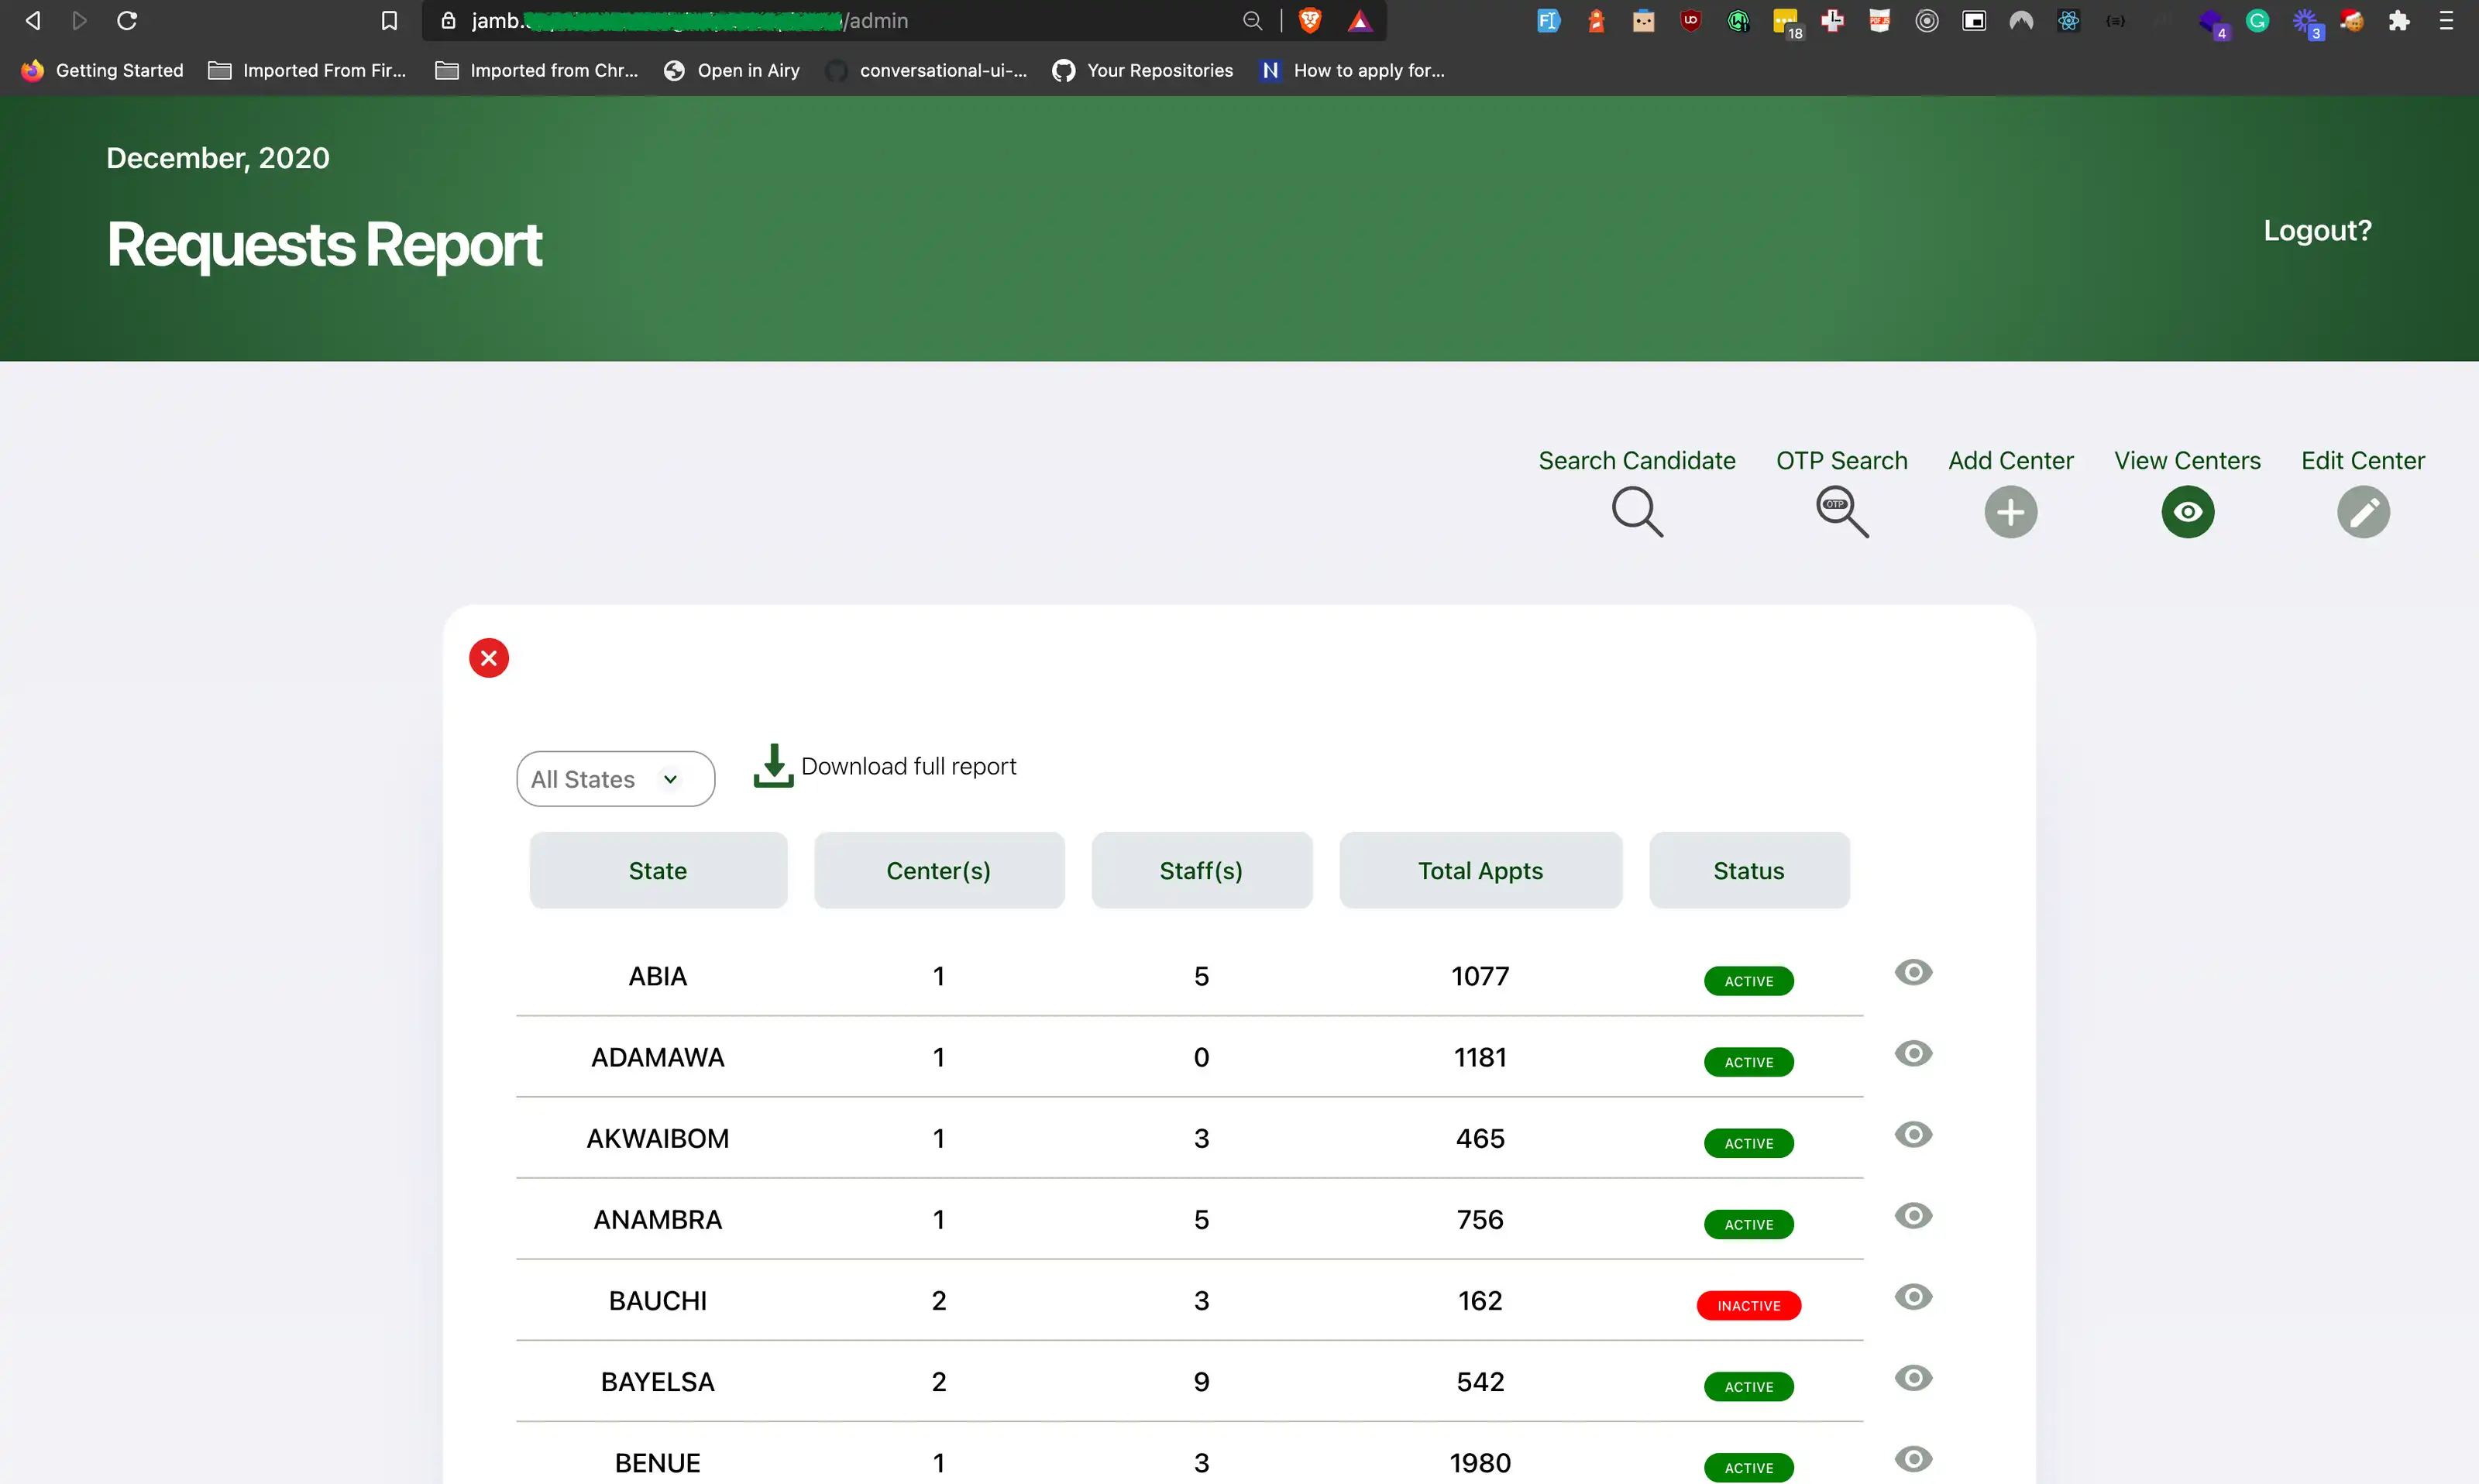 jamb. /admin
18 4 3
Getting Started Imported From Fir... Imported from Chr... Open in Airy conversational-ui-... Your Repositories N How to apply for...
December, 2020
Requests Report
Logout?
Search Candidate OTP Search Add Center View Centers Edit Center
OTP
All States Download full report
State Center(s) Staff(s) Total Appts Status
ABIA 1 5 1077 ACTIVE
ADAMAWA 1 0 1181 ACTIVE
AKWAIBOM 1 3 465 ACTIVE
ANAMBRA 1 5 756 ACTIVE
BAUCHI 2 3 162 INACTIVE
BAYELSA 2 9 542 ACTIVE
BENUE 1 3 1980 ACTIVE